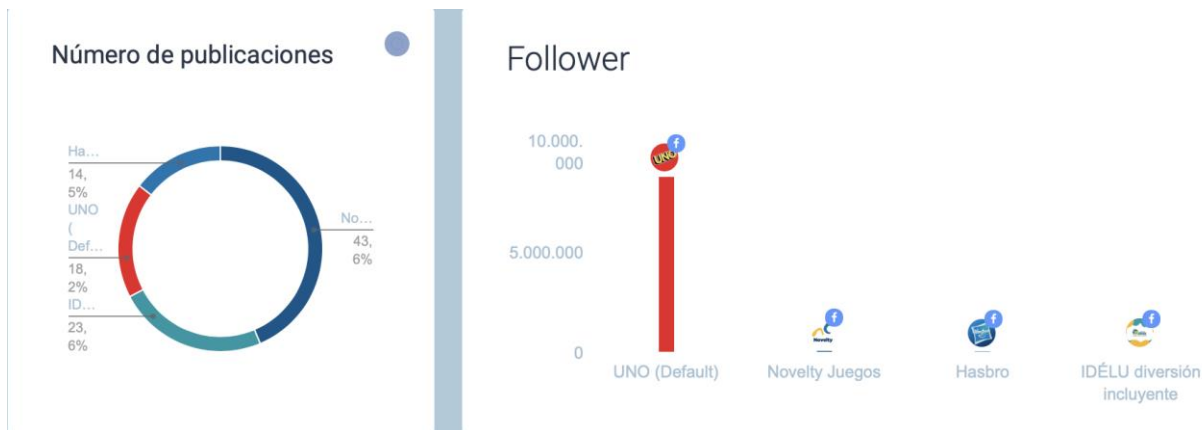 Número de publicaciones
Ha...
14,
5%
UNO
(
Def...
18,
2%
ID...
23,
6%
No...
43,
6%
Follower
10.000.
000
5.000.000
0
UNO
Novelty
UNO (Default)
Novelty Juegos
Hasbro
IDÉLU diversión
incluyente